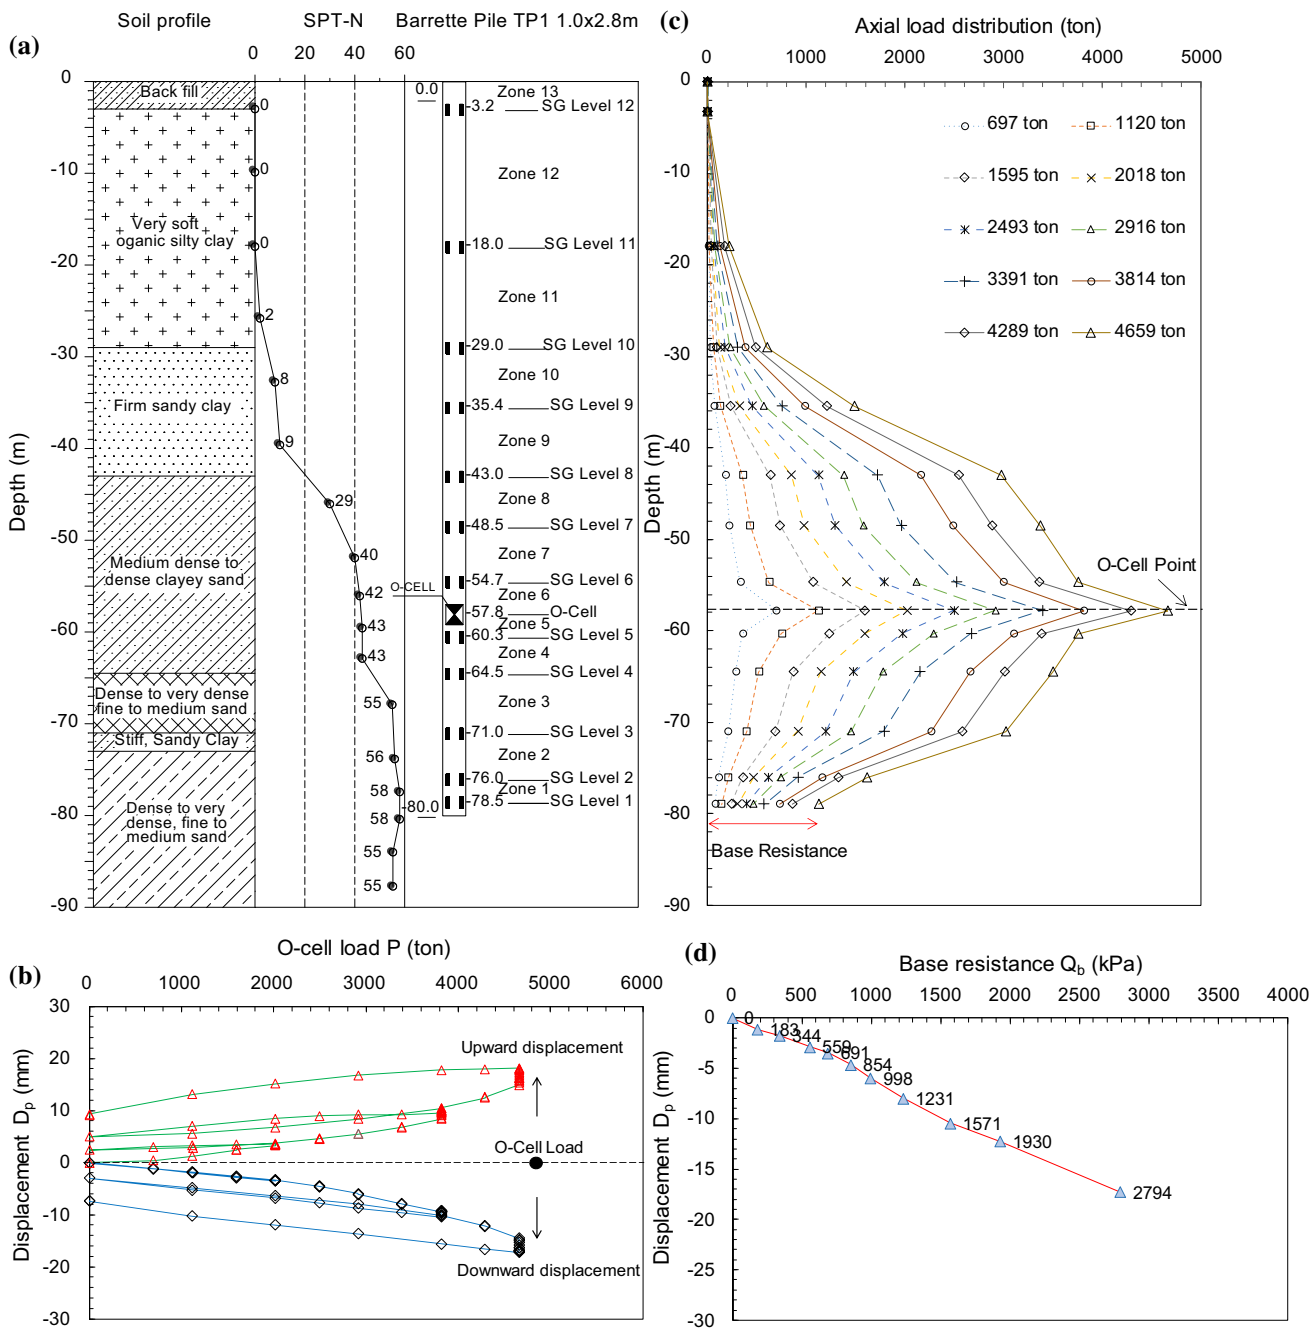 Soil profile SPT-N Barrette Pile TP1 1.0x2.8m
(a)
0 20 40 60
0
-10
-20
-30
-40
-50
-60
-70
-80
-90
Depth (m)
Back fill
Very soft
oganic silty clay
Firm sandy clay
Medium dense to
dense clayey sand
Dense to very dense
fine to medium sand
Stiff, Sandy Clay
Dense to very
dense, fine to
medium sand
0
0
0
2
8
9
29
40
42
43
43
55
56
58
58
55
55
O-CELL
0.0
-80.0
Zone 13
-3.2 SG Level 12
Zone 12
-18.0 SG Level 11
Zone 11
-29.0 SG Level 10
Zone 10
-35.4 SG Level 9
Zone 9
-43.0 SG Level 8
Zone 8
-48.5 SG Level 7
Zone 7
-54.7 SG Level 6
Zone 6
-57.8 O-Cell
Zone 5
-60.3 SG Level 5
Zone 4
-64.5 SG Level 4
Zone 3
-71.0 SG Level 3
Zone 2
-76.0 SG Level 2
Zone 1
-78.5 SG Level 1
(c)
Axial load distribution (ton)
0 1000 2000 3000 4000 5000
0
-10
-20
-30
-40
-50
-60
-70
-80
-90
Depth (m)
697 ton 1120 ton
1595 ton 2018 ton
2493 ton 2916 ton
3391 ton 3814 ton
4289 ton 4659 ton
O-Cell Point
Base Resistance
(b)
O-cell load P (ton)
0 1000 2000 3000 4000 5000 6000
30
20
10
0
-10
-20
-30
Displacement Dp (mm)
Upward displacement
O-Cell Load
Downward displacement
(d)
Base resistance Qb (kPa)
0 500 1000 1500 2000 2500 3000 3500 4000
0
-5
-10
-15
-20
-25
-30
Displacement Dp (mm)
0
183
344
559
691
854
998
1231
1571
1930
2794